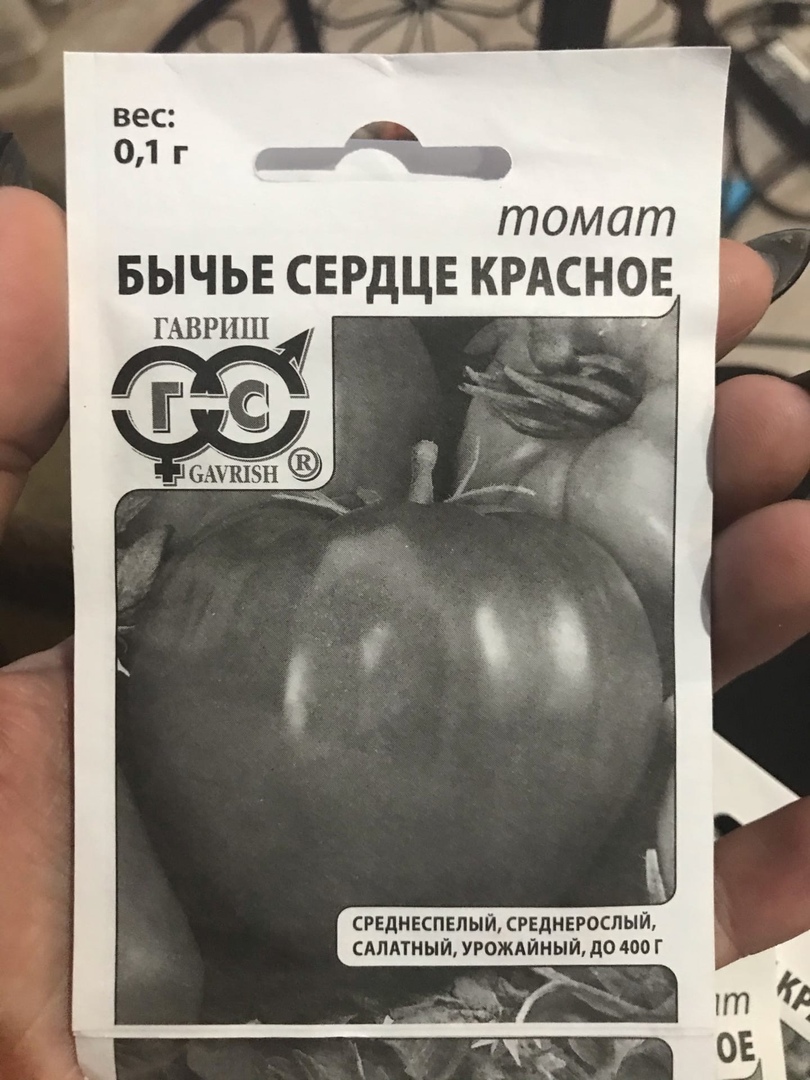 вес:
0,1 г
томат
БЫЧЬЕ СЕРДЦЕ КРАСНОЕ
ГАВРИШ
ГС
GAVRISH ®
СРЕДНЕСПЕЛЫЙ, СРЕДНЕРОСЛЫЙ,
САЛАТНЫЙ, УРОЖАЙНЫЙ, ДО 400 Г